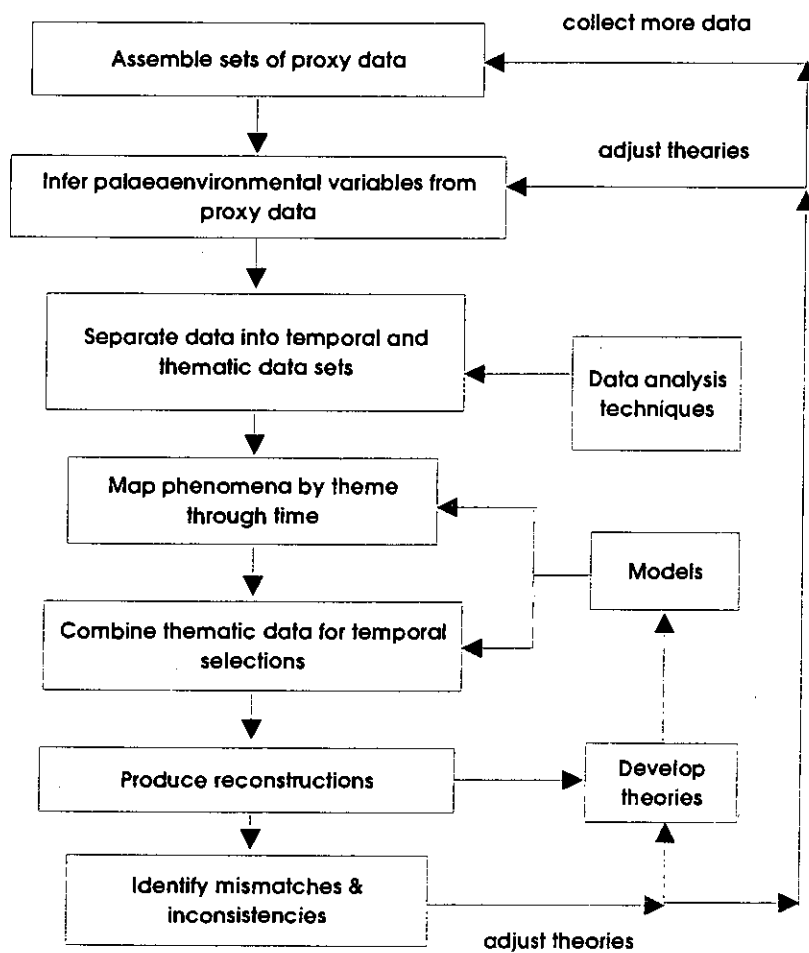 collect more data
Assemble sets of proxy data
adjust thearies
Infer palaeaenvironmental variables from
proxy data
Separate data into temporal and
thematic data sets
Data analysis
techniques
Map phenomena by theme
through time
Models
Combine thematic data for temporal
selections
Produce reconstructions
Develop
theories
Identify mismatches &
inconsistencies
adjust theories